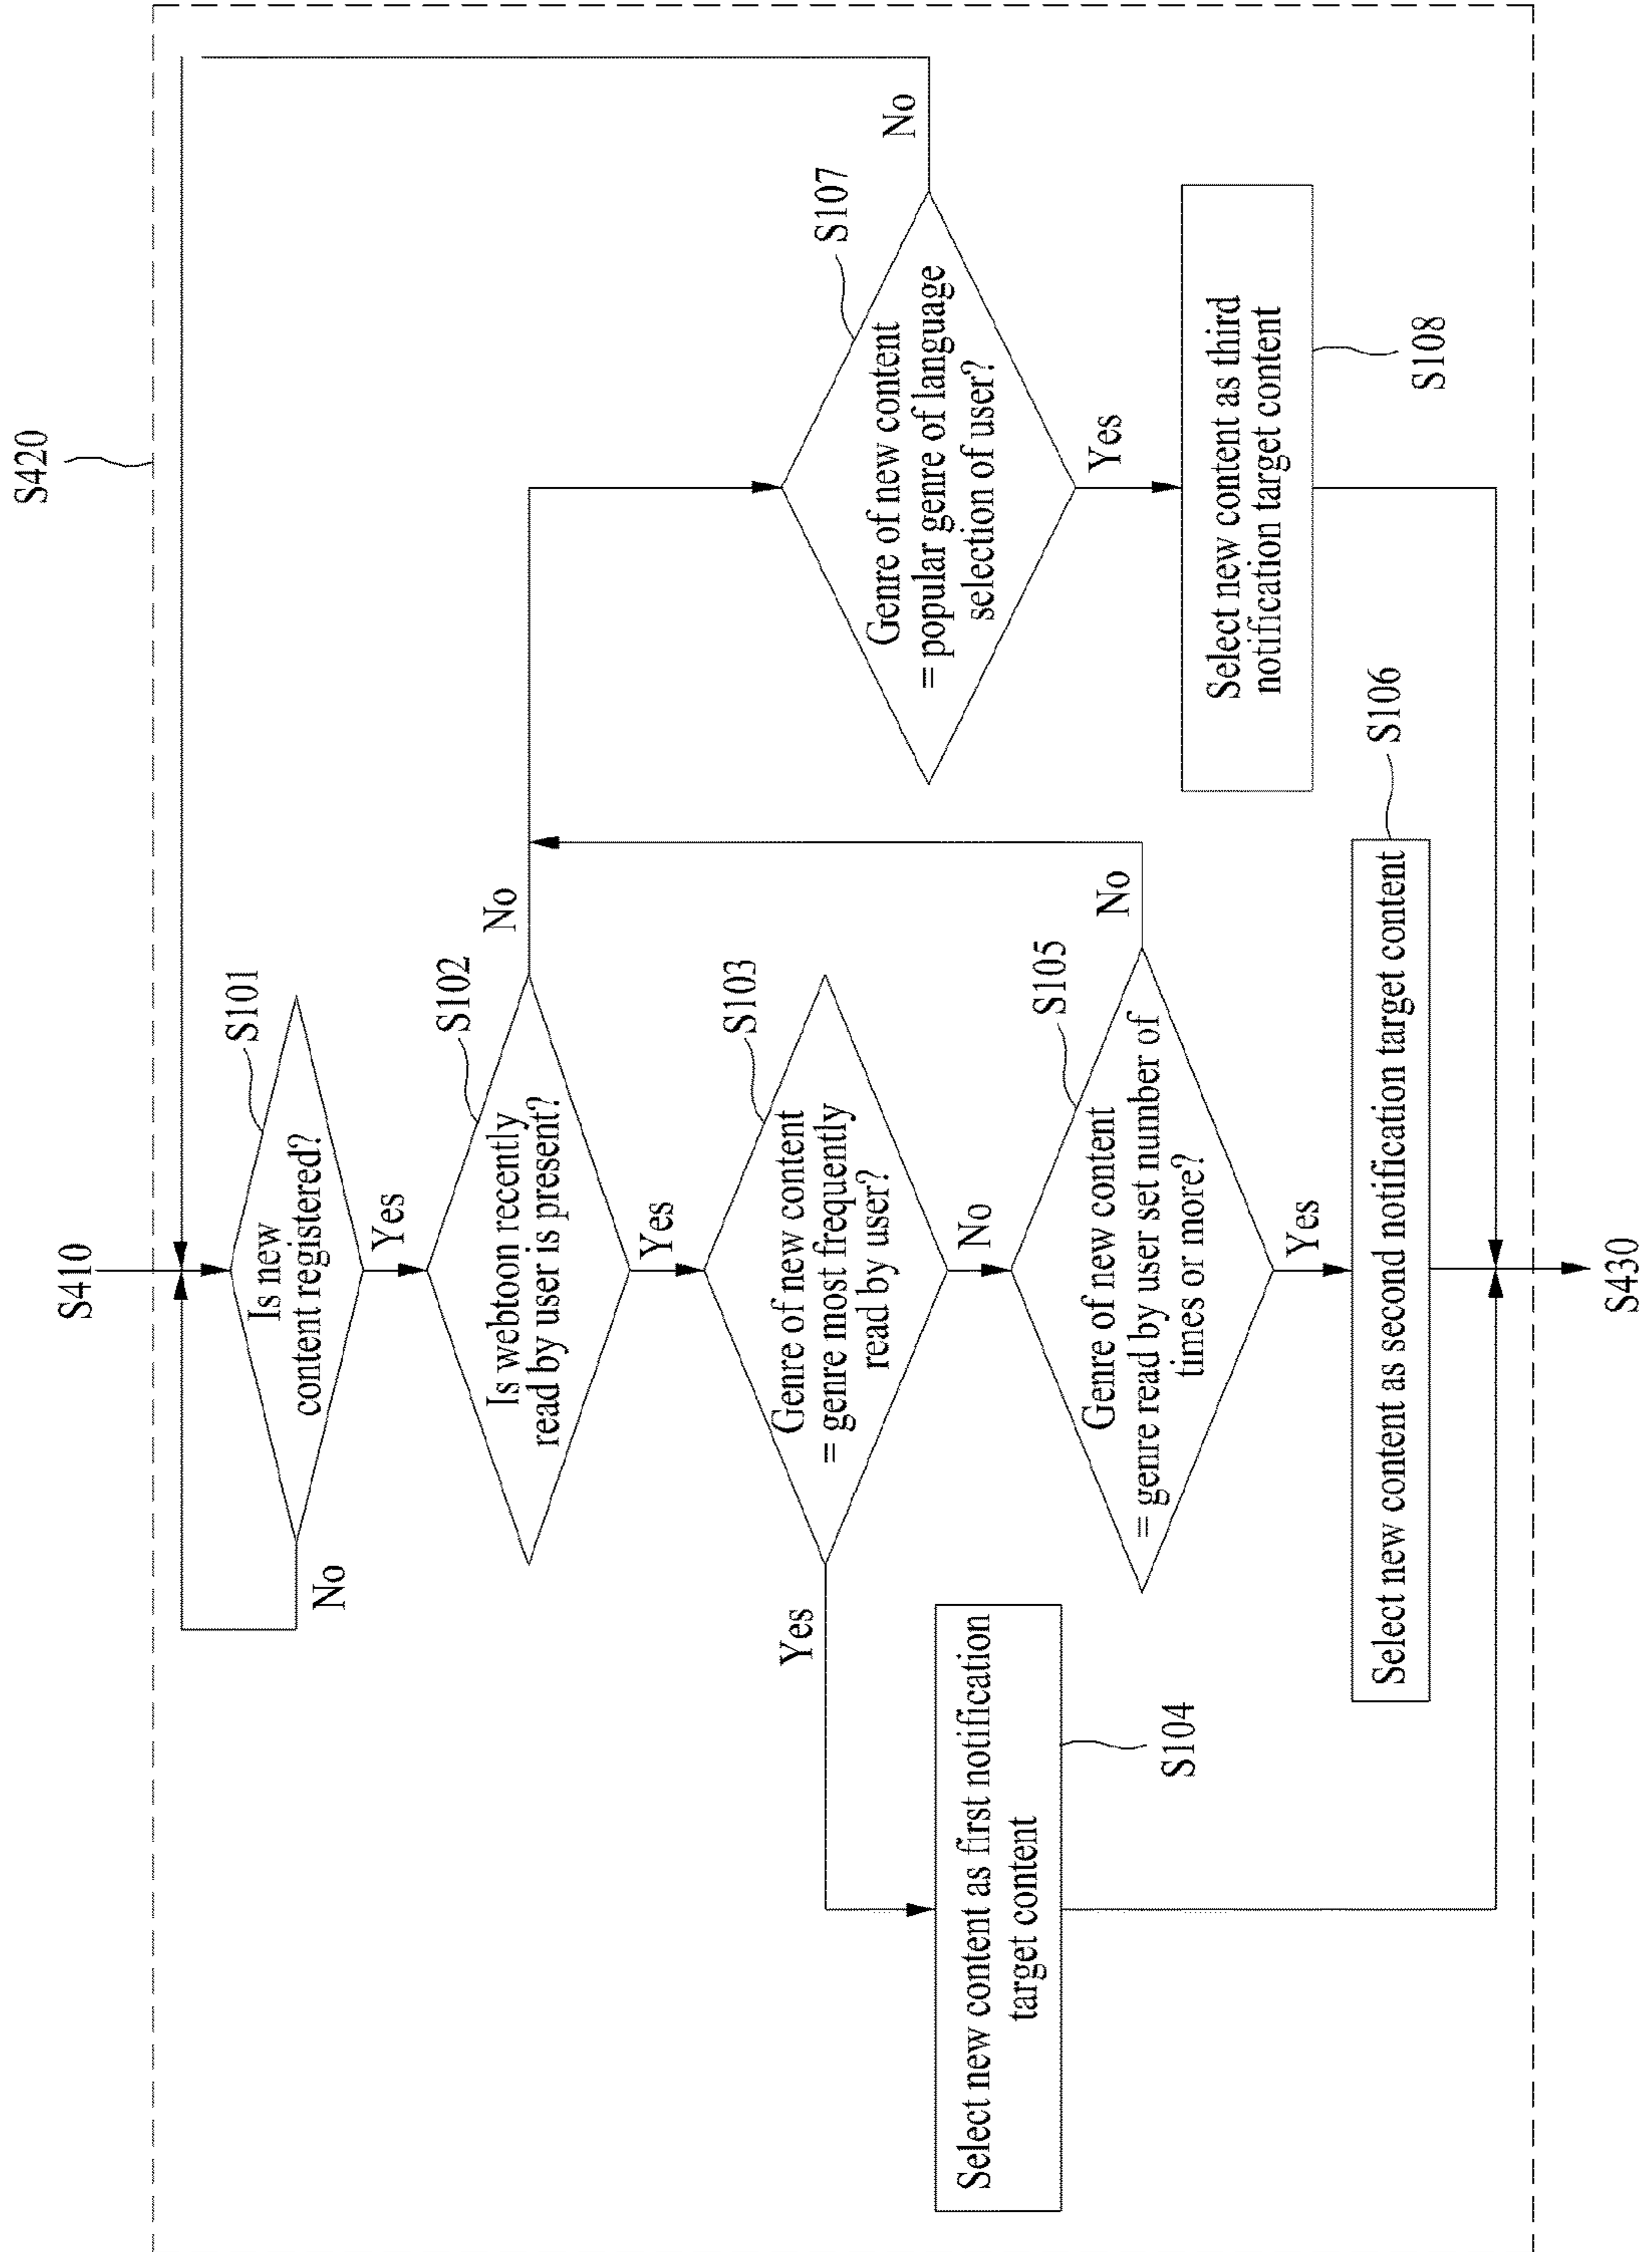 S420
S410
S101
Is new
content registered?
No
Yes
S102
Is webtoon recently
read by user is present?
No
Yes
S103
Genre of new content
= genre most frequently
read by user?
Yes
No
S104
Select new content as first notification
target content
S105
Genre of new content
= genre read by user set number of
times or more?
No
Yes
S106
Select new content as second notification target content
S107
Genre of new content
= popular genre of language
selection of user?
No
Yes
Select new content as third
notification target content
S108
S430